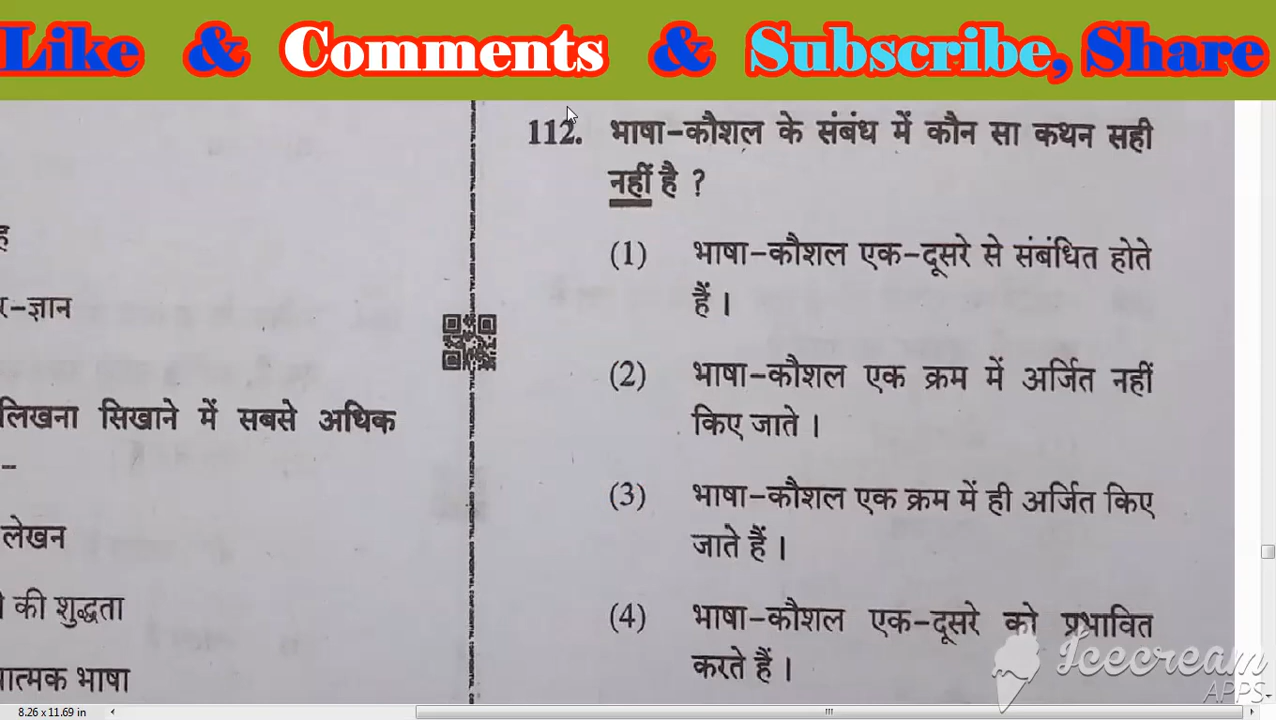 Like & Comments & Subscribe, Share
112. भाषा-कौशल के संबंध में कौन सा कथन सही
नहीं है ?
(1) भाषा-कौशल एक-दूसरे से संबंधित होते
हैं ।
(2) भाषा-कौशल एक क्रम में अर्जित नहीं
किए जाते ।
(3) भाषा-कौशल एक क्रम में ही अर्जित किए
जाते हैं ।
(4) भाषा-कौशल एक-दूसरे को प्रभावित
करते हैं ।
र-ज्ञान
लिखना सिखाने में सबसे अधिक
–
लेखन
की शुद्धता
ात्मक भाषा
Icecream
APPS
8.26 x 11.69 in